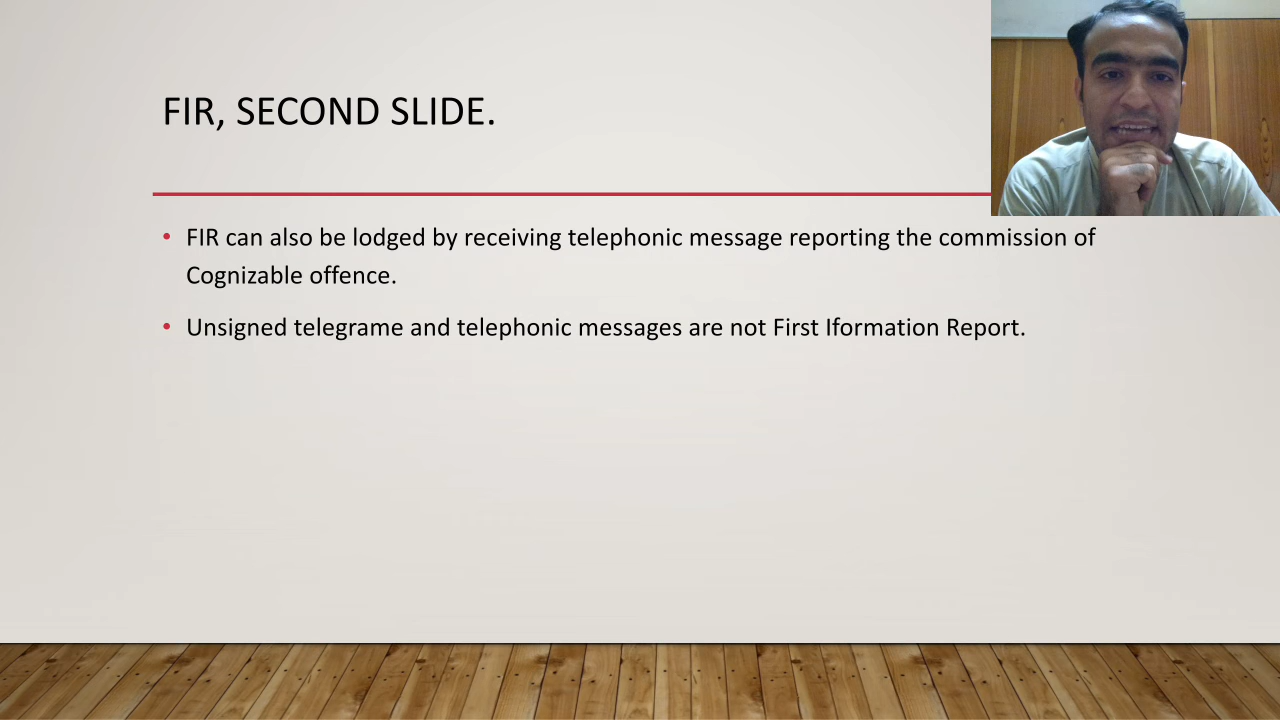 FIR, SECOND SLIDE.
• FIR can also be lodged by receiving telephonic message reporting the commission of
Cognizable offence.
• Unsigned telegrame and telephonic messages are not First Iformation Report.